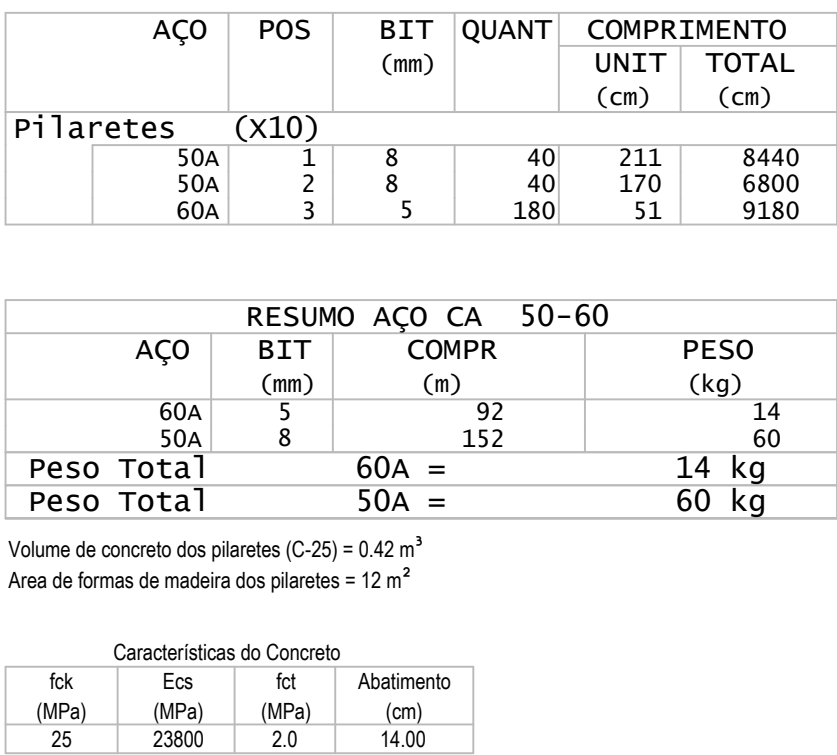 AÇO POS BIT QUANT COMPRIMENTO
(mm) UNIT TOTAL
(cm) (cm)
Pilaretes (X10)
50A 1 8 40 211 8440
50A 2 8 40 170 6800
60A 3 5 180 51 9180
RESUMO AÇO CA 50-60
AÇO BIT COMPR PESO
(mm) (m) (kg)
60A 5 92 14
50A 8 152 60
Peso Total 60A = 14 kg
Peso Total 50A = 60 kg
Volume de concreto dos pilaretes (C-25) = 0.42 m³
Area de formas de madeira dos pilaretes = 12 m²
Características do Concreto
fck Ecs fct Abatimento
(MPa) (MPa) (MPa) (cm)
25 23800 2.0 14.00